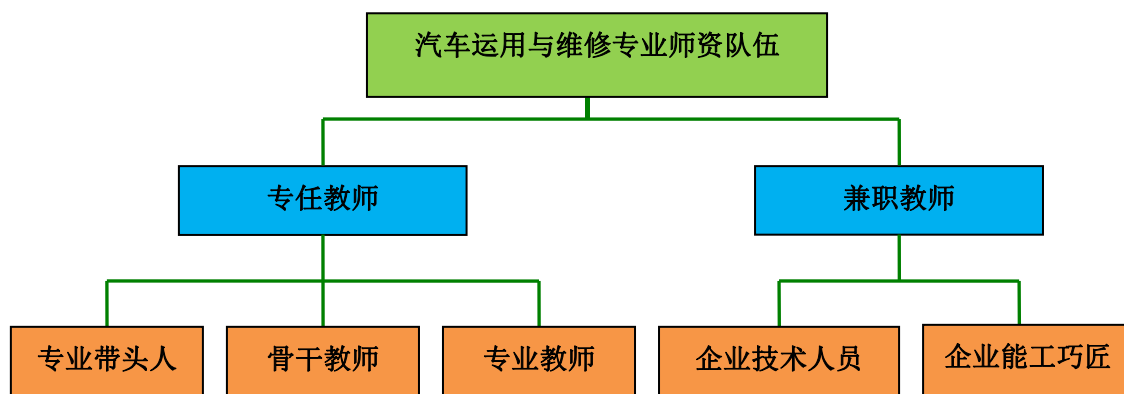 汽车运用与维修专业师资队伍
专任教师
兼职教师
专业带头人
骨干教师
专业教师
企业技术人员
企业能工巧匠